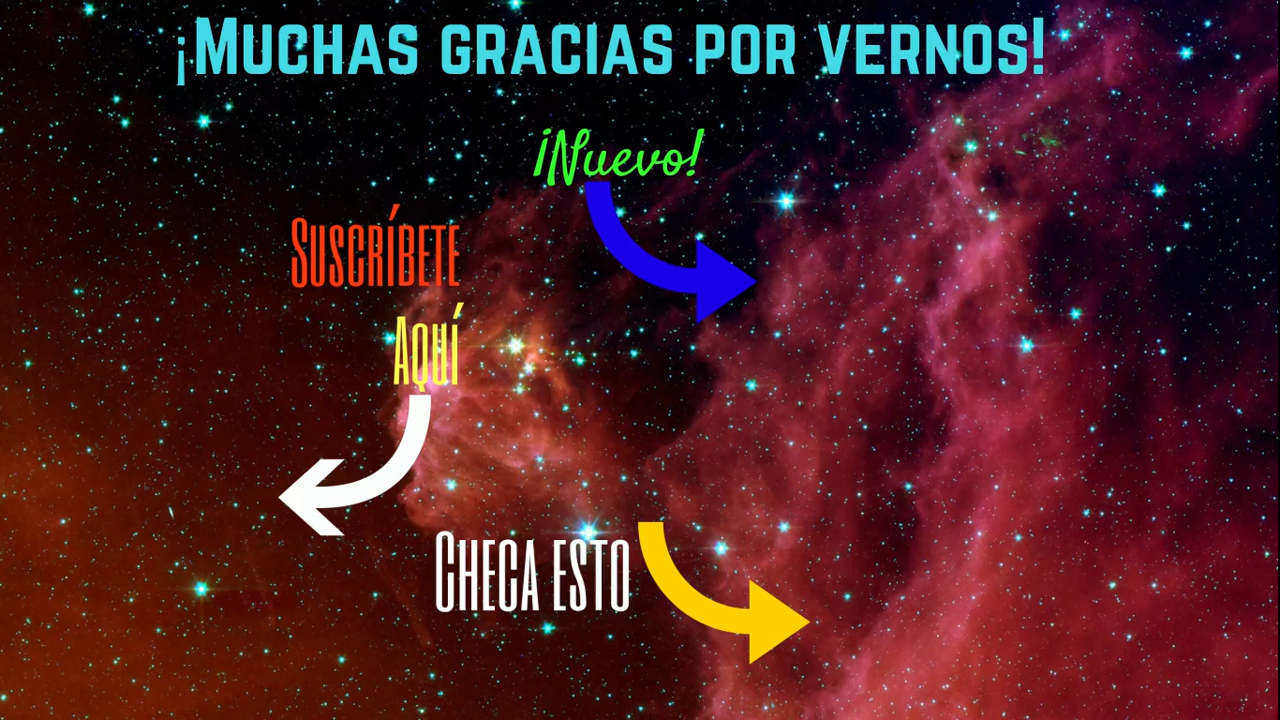 ¡Muchas gracias por vernos!
¡Nuevo!
Suscríbete
Aquí
Checa esto